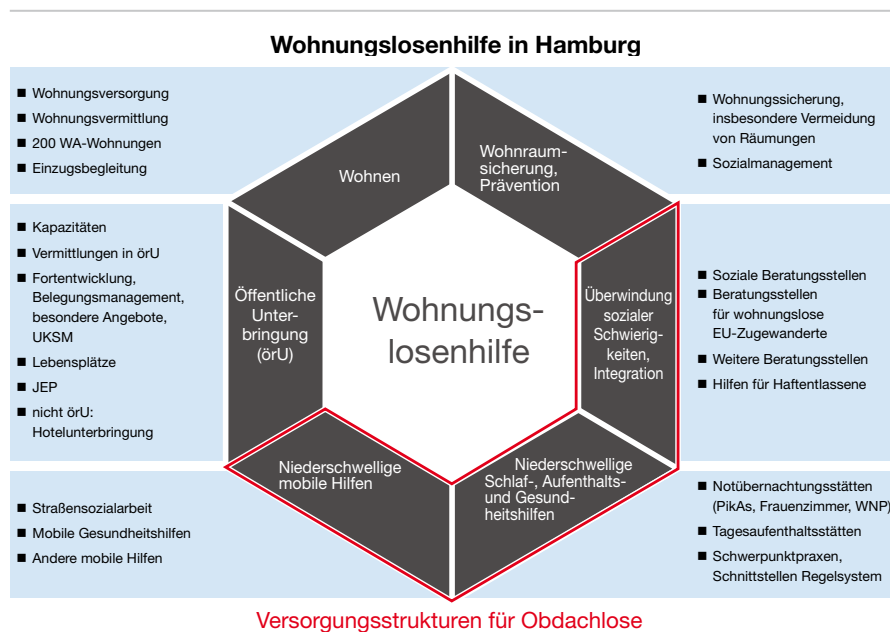 Wohnungslosenhilfe in Hamburg
■ Wohnungsversorgung
■ Wohnungsvermittlung
■ 200 WA-Wohnungen
■ Einzugsbegleitung
Wohnen
Wohnraum-
sicherung,
Prävention
■ Wohnungssicherung,
insbesondere Vermeidung
von Räumungen
■ Sozialmanagement
■ Kapazitäten
■ Vermittlungen in örU
■ Fortentwicklung,
Belegungsmanagement,
besondere Angebote,
UKSM
■ Lebensplätze
■ JEP
■ nicht örU:
Hotelunterbringung
Öffentliche
Unter-
bringung
(örU)
Wohnungs-
losenhilfe
Überwindung
sozialer
Schwierig-
keiten,
Integration
■ Soziale Beratungsstellen
■ Beratungsstellen
für wohnungslose
EU-Zugewanderte
■ Weitere Beratungsstellen
■ Hilfen für Haftentlassene
■ Straßensozialarbeit
■ Mobile Gesundheitshilfen
■ Andere mobile Hilfen
Niederschwellige
mobile Hilfen
Niederschwellige
Schlaf-, Aufenthalts-
und Gesund-
heitshilfen
■ Notübernachtungsstätten
(PikAs, Frauenzimmer, WNP)
■ Tagesaufenthaltsstätten
■ Schwerpunktpraxen,
Schnittstellen Regelsystem
Versorgungsstrukturen für Obdachlose